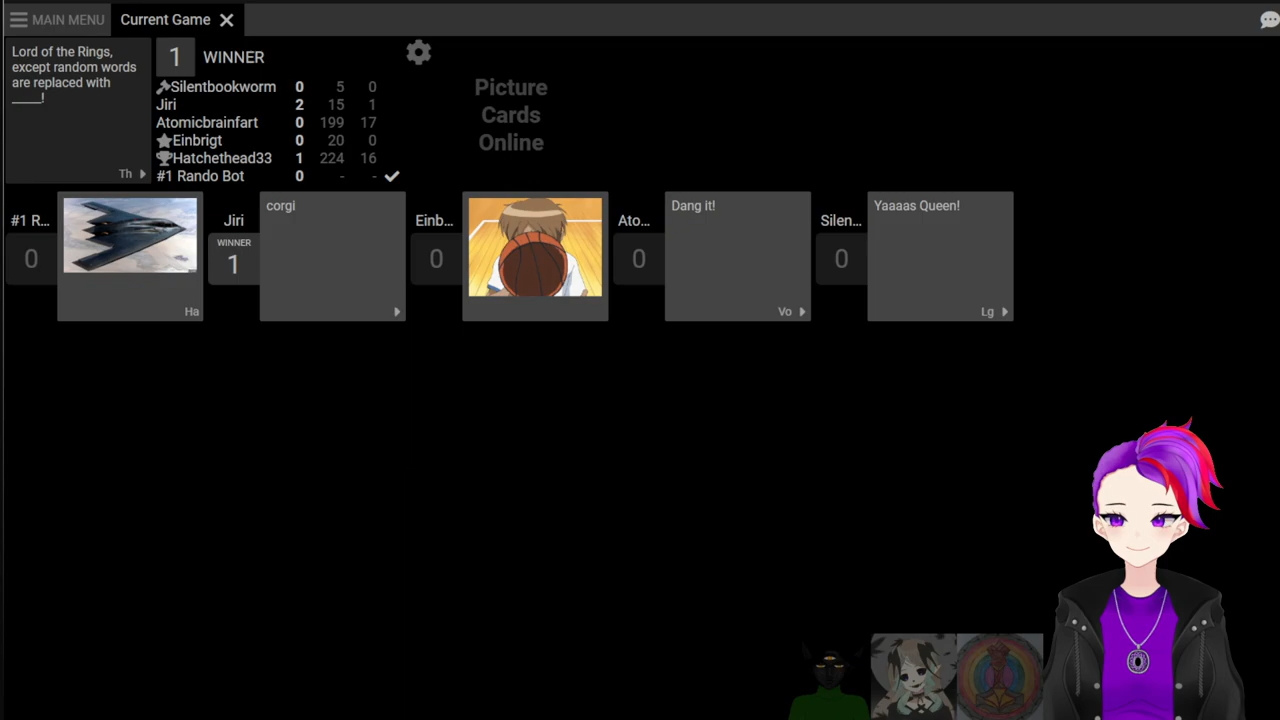 MAIN MENU
Current Game
Lord of the Rings,
except random words
are replaced with
_____!
Th
1 WINNER
Silentbookworm 0 5 0
Jiri 2 15 1
Atomicbrainfart 0 199 17
Einbrigt 0 20 0
Hatchethead33 1 224 16
#1 Rando Bot 0 - -
Picture
Cards
Online
#1 R...
0
Ha
Jiri
WINNER
1
corgi
Einb...
0
Ato...
0
Dang it!
Vo
Silen...
0
Yaaaas Queen!
Lg